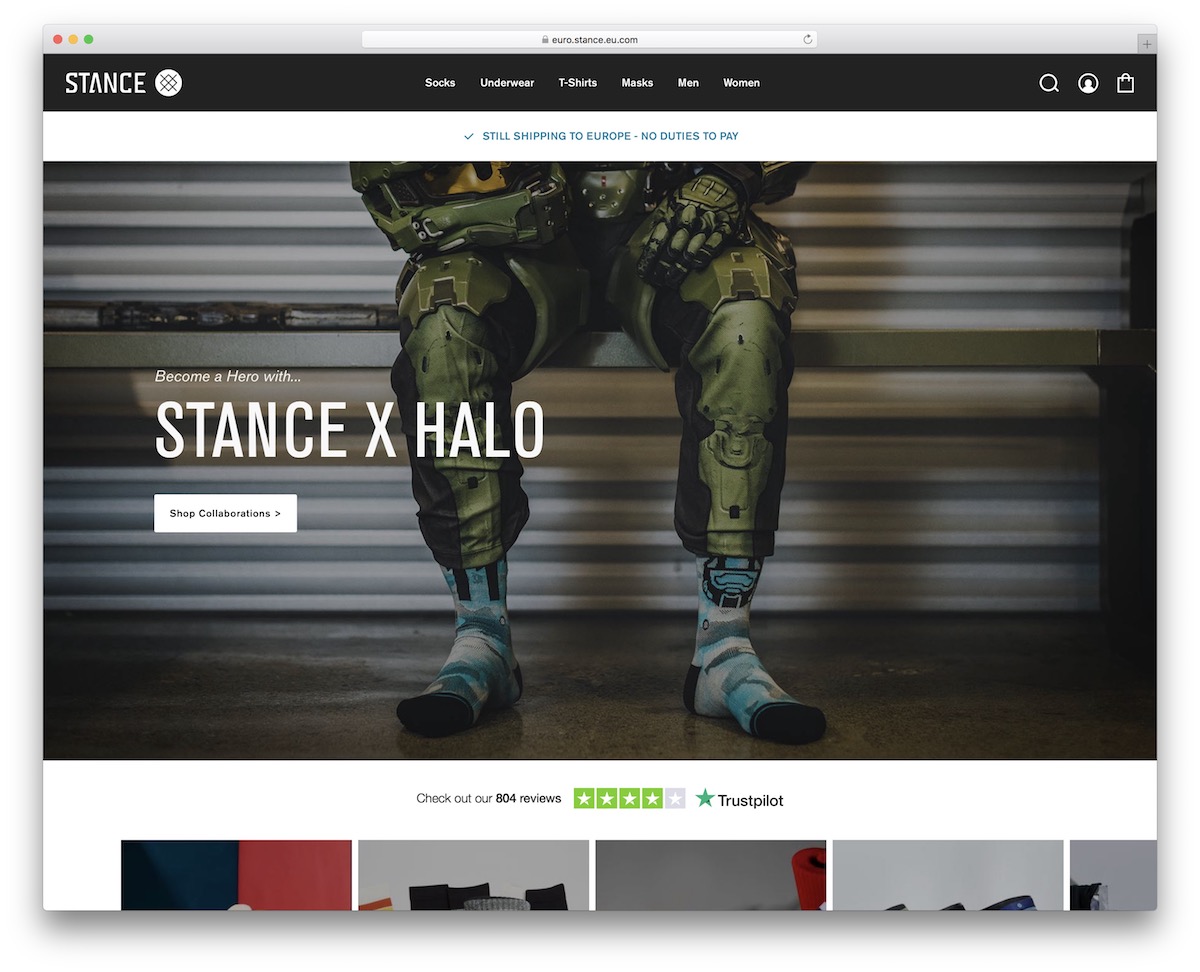 euro.stance.eu.com
STANCE
Socks Underwear T-Shirts Masks Men Women
STILL SHIPPING TO EUROPE - NO DUTIES TO PAY
Become a Hero with...
STANCE X HALO
Shop Collaborations >
Check out our 804 reviews Trustpilot